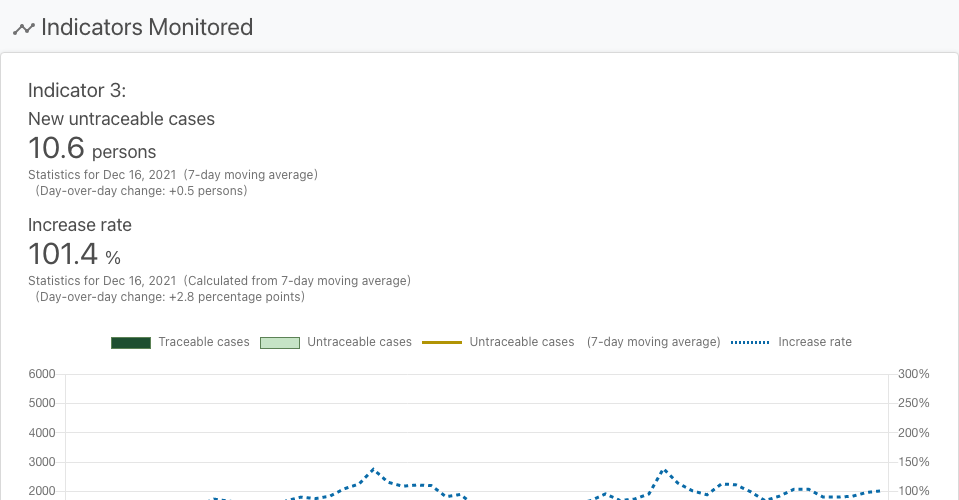 Indicators Monitored
Indicator 3:
New untraceable cases
10.6 persons
Statistics for Dec 16, 2021 (7-day moving average)
(Day-over-day change: +0.5 persons)
Increase rate
101.4 %
Statistics for Dec 16, 2021 (Calculated from 7-day moving average)
(Day-over-day change: +2.8 percentage points)
Traceable cases Untraceable cases Untraceable cases (7-day moving average) Increase rate
6000 300%
5000 250%
4000 200%
3000 150%
2000 100%